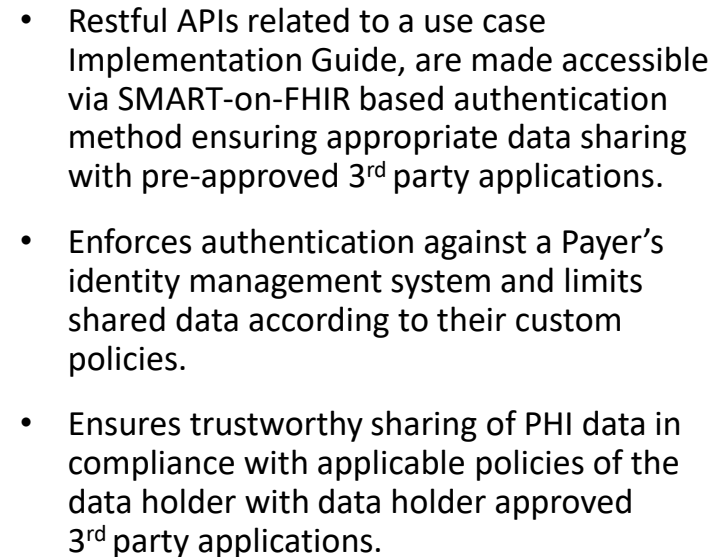 • Restful APIs related to a use case
Implementation Guide, are made accessible
via SMART-on-FHIR based authentication
method ensuring appropriate data sharing
with pre-approved 3rd party applications.
• Enforces authentication against a Payer’s
identity management system and limits
shared data according to their custom
policies.
• Ensures trustworthy sharing of PHI data in
compliance with applicable policies of the
data holder with data holder approved
3rd party applications.